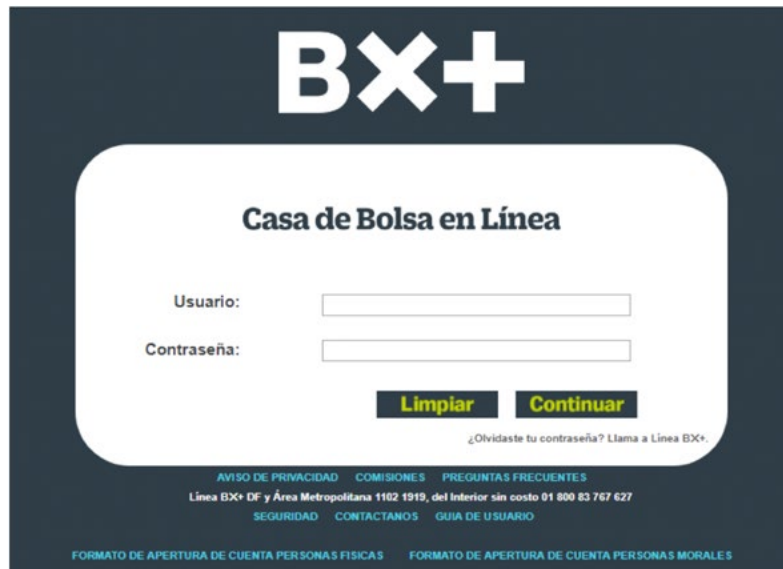 BX+
Casa de Bolsa en Línea
Usuario:
Contraseña:
Limpiar Continuar
¿Olvidaste tu contraseña? Llama a Línea BX+.
AVISO DE PRIVACIDAD COMISIONES PREGUNTAS FRECUENTES
Línea BX+ DF y Área Metropolitana 1102 1919, del Interior sin costo 01 800 83 767 627
SEGURIDAD CONTACTANOS GUIA DE USUARIO
FORMATO DE APERTURA DE CUENTA PERSONAS FISICAS FORMATO DE APERTURA DE CUENTA PERSONAS MORALES